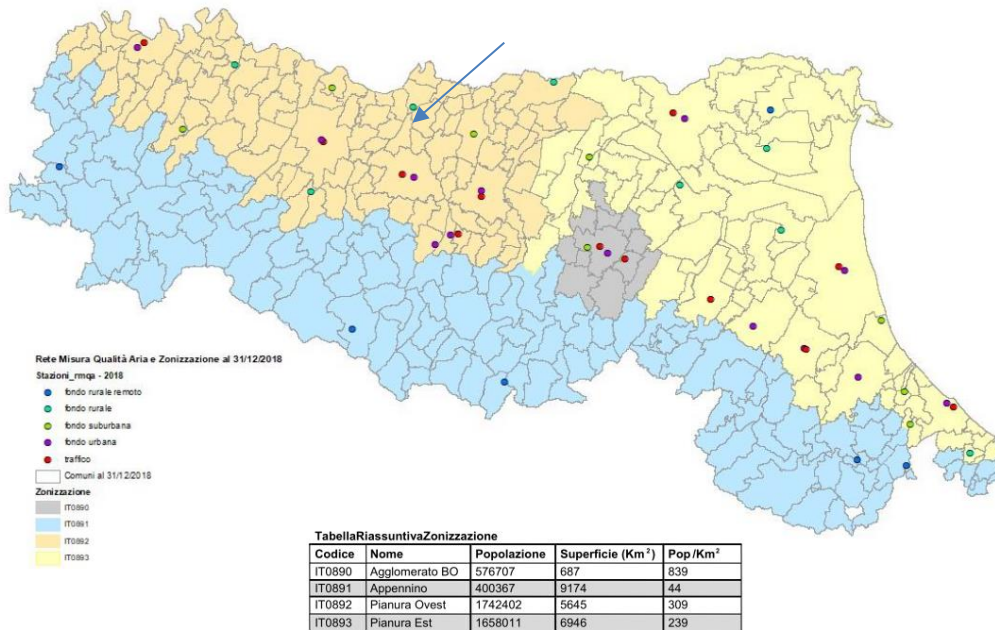 Rete Misura Qualità Aria e Zonizzazione al 31/12/2018
Stazioni_rmqa - 2018
fondo rurale remoto
fondo rurale
fondo suburbana
fondo urbana
traffico
Comuni al 31/12/2018
Zonizzazione
IT0890
IT0891
IT0892
IT0893
TabellaRiassuntivaZonizzazione
Codice Nome Popolazione Superficie (Km²) Pop/Km²
IT0890 Agglomerato BO 576707 687 839
IT0891 Appennino 400367 9174 44
IT0892 Pianura Ovest 1742402 5645 309
IT0893 Pianura Est 1658011 6946 239